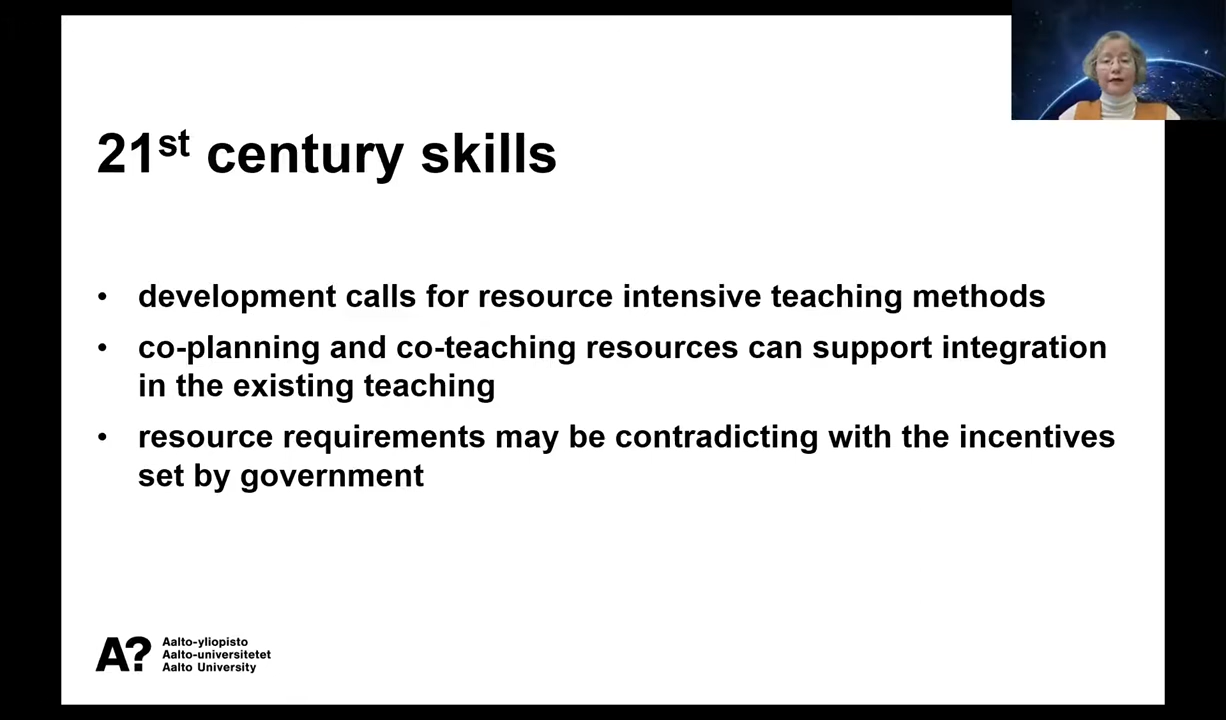 21st century skills
• development calls for resource intensive teaching methods
• co-planning and co-teaching resources can support integration
in the existing teaching
• resource requirements may be contradicting with the incentives
set by government
A?
Aalto-yliopisto
Aalto-universitetet
Aalto University